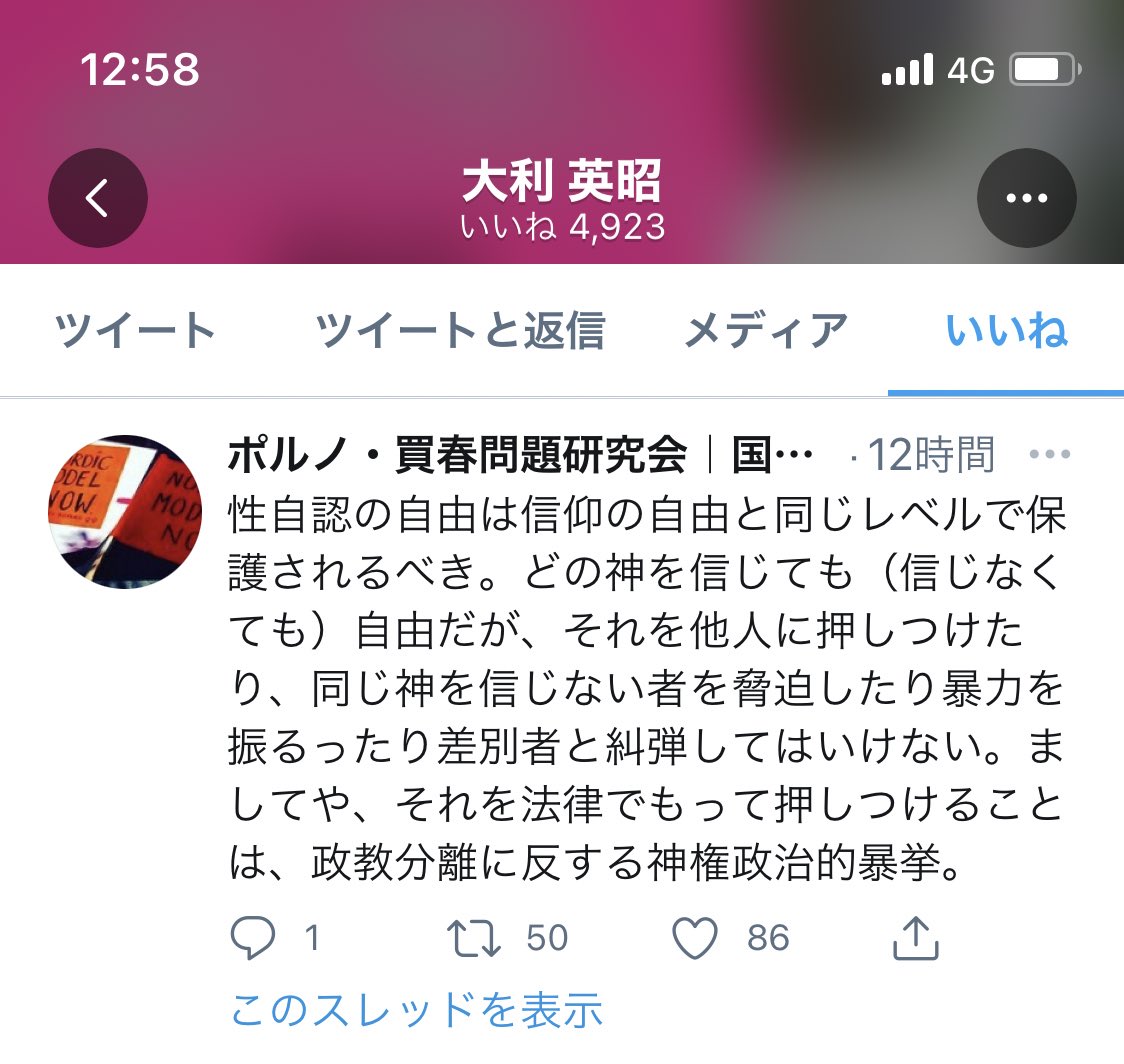 12:58
4G
大利 英昭
いいね 4,923
ツイート ツイートと返信 メディア いいね
ポルノ・買春問題研究会｜国… ・12時間
性自認の自由は信仰の自由と同じレベルで保
護されるべき。どの神を信じても（信じなく
ても）自由だが、それを他人に押しつけた
り、同じ神を信じない者を脅迫したり暴力を
振るったり差別者と糾弾してはいけない。ま
してや、それを法律でもって押しつけること
は、政教分離に反する神権政治的暴挙。
1 50 86
このスレッドを表示